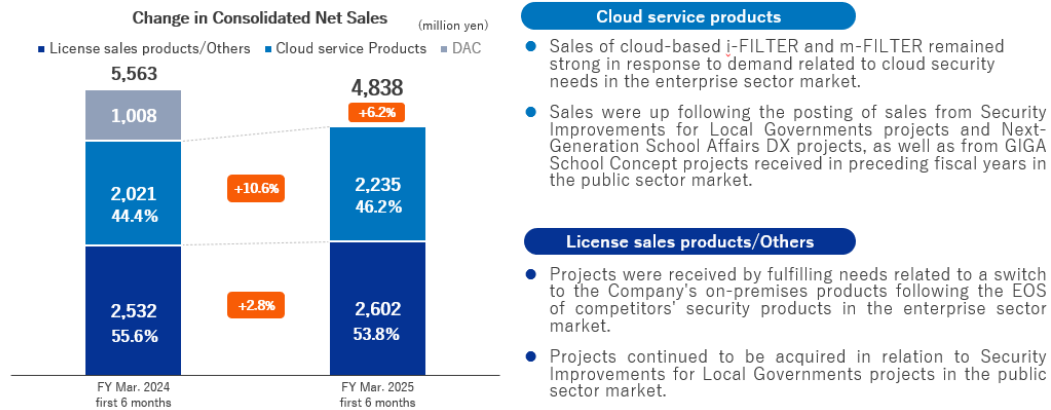 Change in Consolidated Net Sales
(million yen)
License sales products/Others
Cloud service Products
DAC
5,563
1,008
2,021
44.4%
2,532
55.6%
+10.6%
+2.8%
4,838
+6.2%
2,235
46.2%
2,602
53.8%
FY Mar. 2024
first 6 months
FY Mar. 2025
first 6 months
Cloud service products
Sales of cloud-based i-FILTER and m-FILTER remained
strong in response to demand related to cloud security
needs in the enterprise sector market.
Sales were up following the posting of sales from Security
Improvements for Local Governments projects and Next-
Generation School Affairs DX projects, as well as from GIGA
School Concept projects received in preceding fiscal years in
the public sector market.
License sales products/Others
Projects were received by fulfilling needs related to a switch
to the Company's on-premises products following the EOS
of competitors' security products in the enterprise sector
market.
Projects continued to be acquired in relation to Security
Improvements for Local Governments projects in the public
sector market.